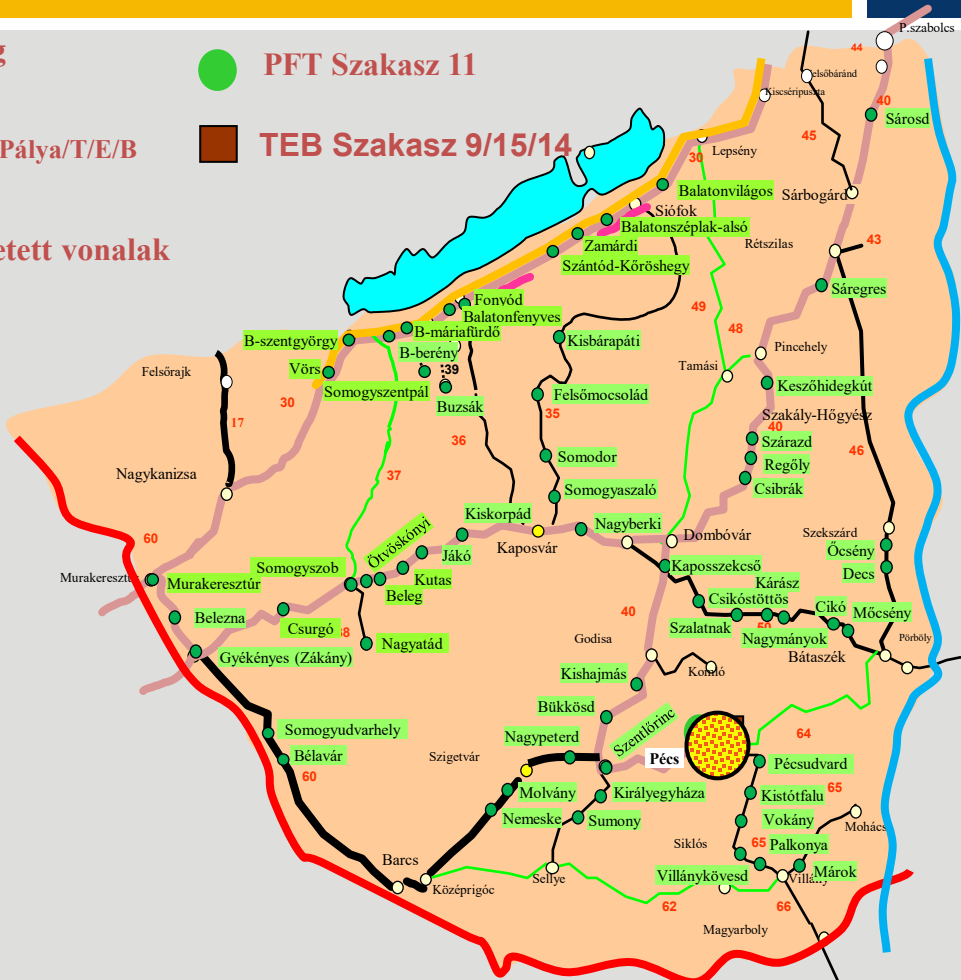 g
PFT Szakasz 11
Pálya/T/E/B
TEB Szakasz 9/15/14
etett vonalak
P.szabolcs
44
elsőbáránd
Kiscséripuszta
40
Sárosd
45
30
Lepsény
Balatonvilágos
Sárbogárd
Siófok
Balatonszéplak-alsó
Rétszilas
43
Zamárdi
Szántód-Kőröshegy
Sáregres
49
48
Fonvód
Balatonfenyves
B-máriafürdő
B-szentgyörgy
B-berény
Kisbárapáti
Pincehely
Felsőrajk
Vörs
39
Tamási
Keszőhidegkút
Somogyszentpál
Buzsák
Felsőmocsolád
30
17
36
35
Szakály-Hőgyész
40
Szárazd
46
Somodor
Regőly
Nagykanizsa
37
Csibrák
Somogyaszaló
Kiskorpád
Nagyberki
60
Ötvöskónyi
Kaposvár
Dombóvár
Szekszárd
Jákó
Őcsény
Somogyszob
Kaposszekcső
Murakeresztúr
Murakeresztúr
Kutas
Kárász
Decs
Beleg
Csikóstöttös
Belezna
40
Cikó
Mőcsény
Csurgó
38
Szalatnak
50
Nagymányok
Nagyatád
Godisa
Pörböly
Gyékényes (Zákány)
Bátaszék
Komló
Kishajmás
Bükkösd
Szentlőrinc
Somogyudvarhely
Nagypeterd
64
Bélavár
Szigetvár
Pécs
Pécsudvard
60
Molvány
Királyegyháza
65
Kistótfalu
Nemeske
Sumony
Vokány
Mohács
Siklós
65
Palkonya
Barcs
Középrigóc
Sellye
Villánykövesd
Villány
Márok
62
66
Magyarboly